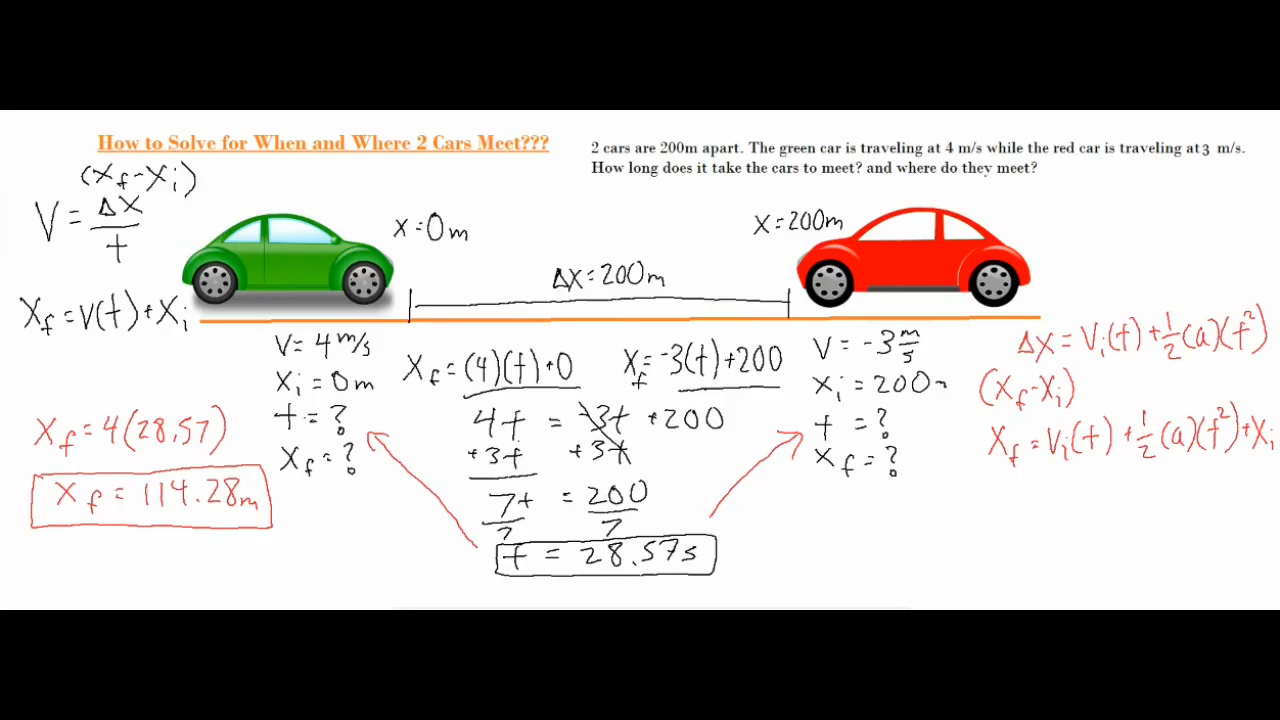 How to Solve for When and Where 2 Cars Meet???
2 cars are 200m apart. The green car is traveling at 4 m/s while the red car is traveling at 3 m/s.
How long does it take the cars to meet? and where do they meet?
(Xf-Xi)
V = ΔX/t
Xf = V(t) + Xi
X = 0m
ΔX = 200m
X = 200m
V = 4 m/s
Xi = 0m
t = ?
Xf = ?
Xf = (4)(t)+0
Xf = -3(t)+200
4t = -3t +200
+3t +3t
7t = 200
7 7
t = 28.57s
V = -3 m/s
Xi = 200m
t = ?
Xf = ?
Xf = 4(28.57)
Xf = 114.28m
ΔX = Vi(t) + 1/2(a)(t²)
(Xf-Xi)
Xf = Vi(t) + 1/2(a)(t²)+Xi